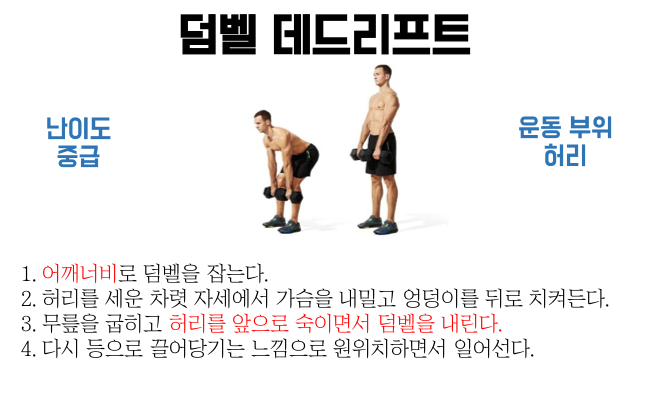 덤벨 데드리프트
난이도
중급
운동 부위
허리
1. 어깨너비로 덤벨을 잡는다.
2. 허리를 세운 차렷 자세에서 가슴을 내밀고 엉덩이를 뒤로 치켜든다.
3. 무릎을 굽히고 허리를 앞으로 숙이면서 덤벨을 내린다.
4. 다시 등으로 끌어당기는 느낌으로 원위치하면서 일어선다.